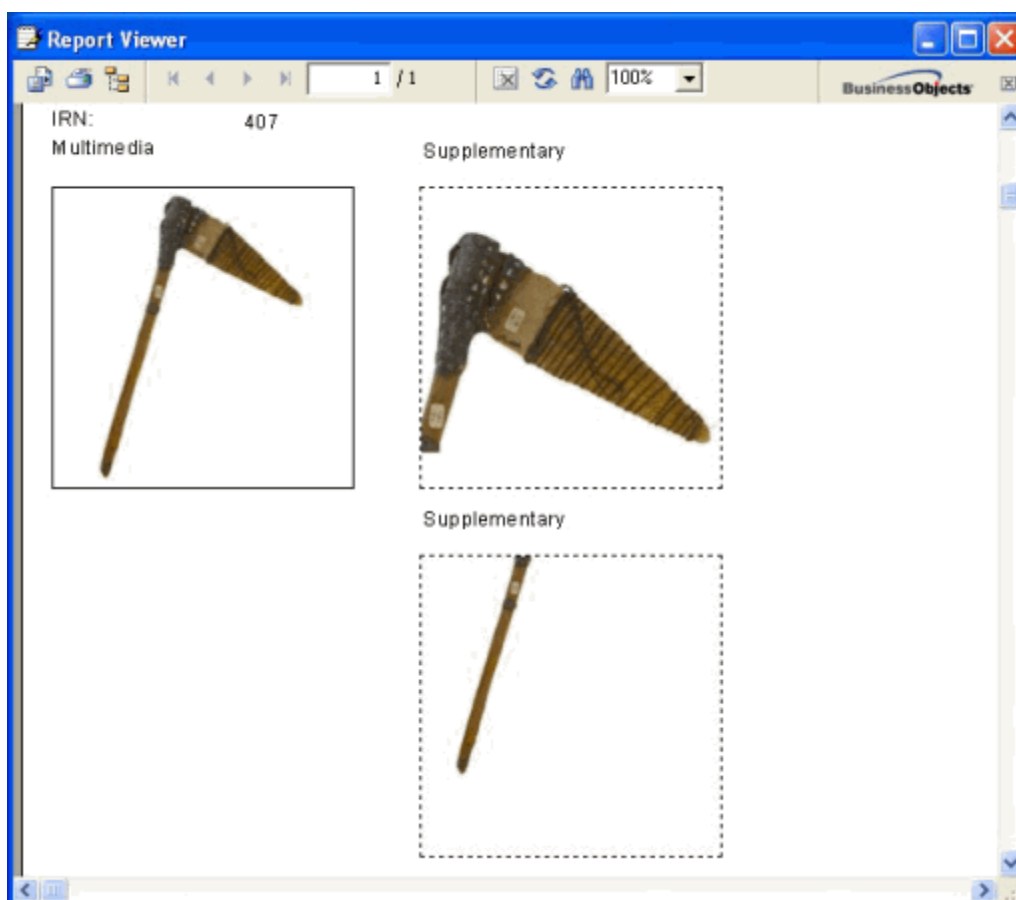 Report Viewer
1 / 1
100%
BusinessObjects
IRN: 407
Multimedia
Supplementary
Supplementary